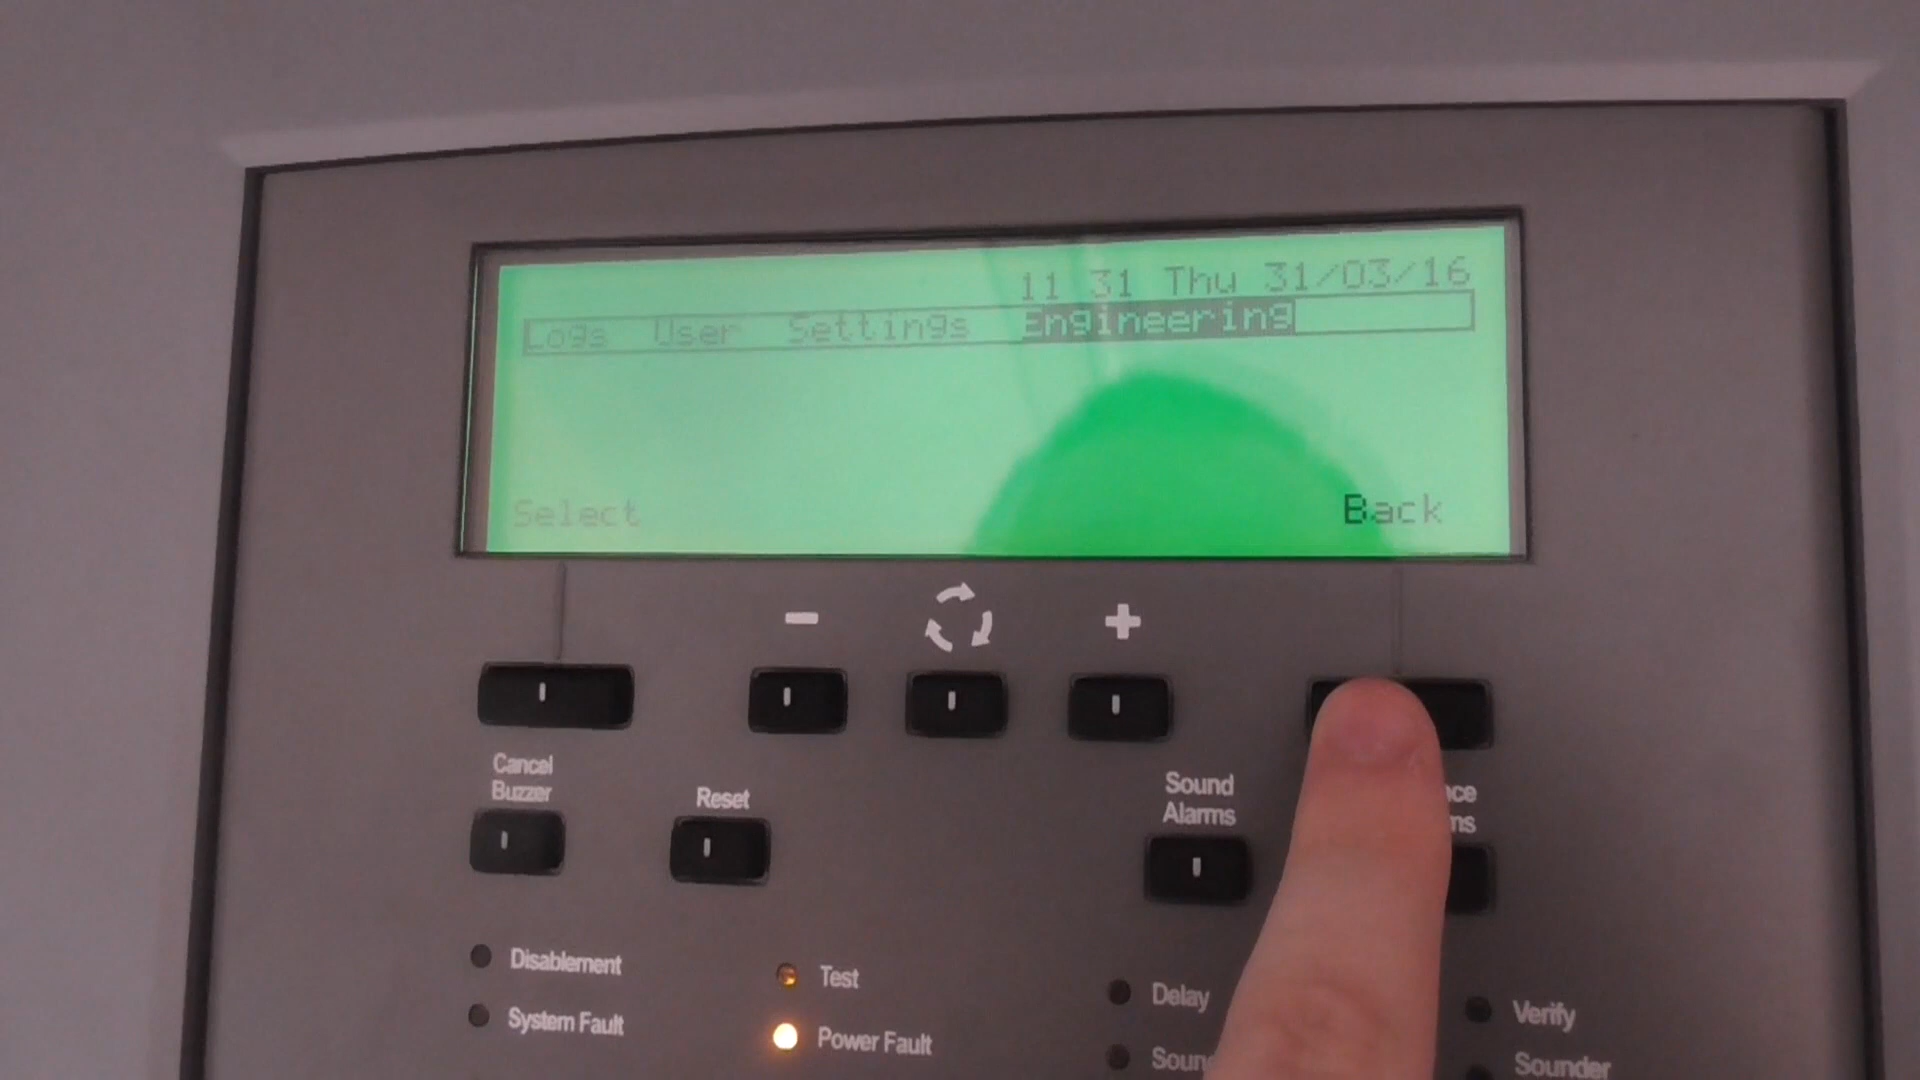 11 31 Thu 31/03/16
Logs User Settings Engineering
Select Back
Cancel
Buzzer
Reset
Sound
Alarms
Disablement
Test
Delay
Verify
System Fault
Power Fault
Sounder